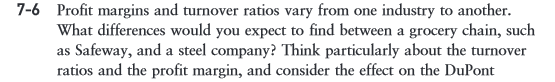 7-6 Profit margins and turnover ratios vary from one industry to another.
What differences would you expect to find between a grocery chain, such
as Safeway, and a steel company? Think particularly about the turnover
ratios and the profit margin, and consider the effect on the DuPont